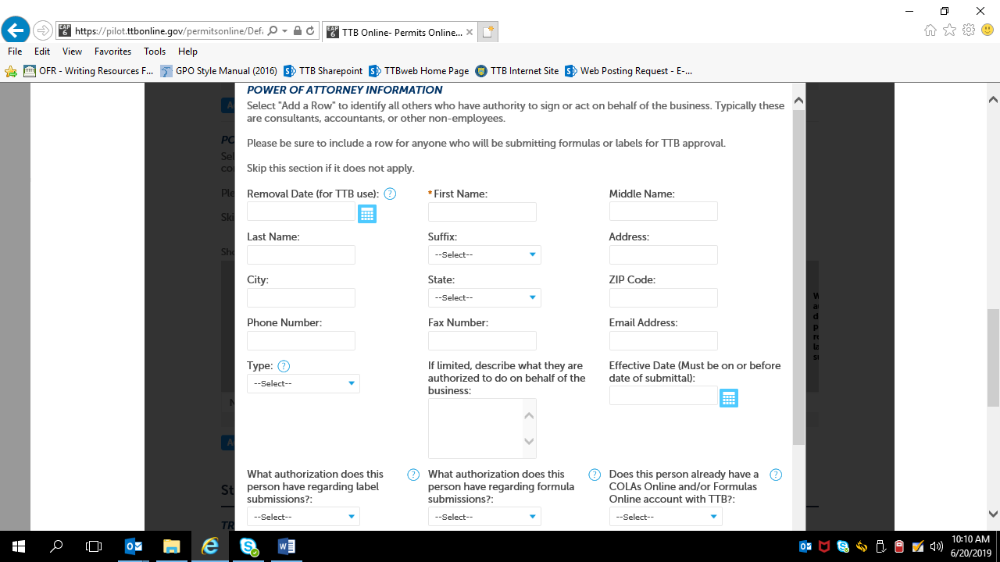 https://pilot.ttbonline.gov/permitsonline/Defa
TTB Online- Permits Online...
File Edit View Favorites Tools Help
OFR - Writing Resources F... GPO Style Manual (2016) TTB Sharepoint TTBweb Home Page TTB Internet Site Web Posting Request - E-...
POWER OF ATTORNEY INFORMATION
Select "Add a Row" to identify all others who have authority to sign or act on behalf of the business. Typically these
are consultants, accountants, or other non-employees.
Please be sure to include a row for anyone who will be submitting formulas or labels for TTB approval.
Skip this section if it does not apply.
Removal Date (for TTB use): ? * First Name: Middle Name:
Last Name: Suffix: Address:
--Select--
City: State: ZIP Code:
--Select--
Phone Number: Fax Number: Email Address:
Type: ? If limited, describe what they are authorized to do on behalf of the business: Effective Date (Must be on or before date of submittal):
--Select--
What authorization does this person have regarding label submissions?: ? What authorization does this person have regarding formula submissions?: ? Does this person already have a COLAs Online and/or Formulas Online account with TTB?: ?
--Select-- --Select-- --Select--
10:10 AM
6/20/2019